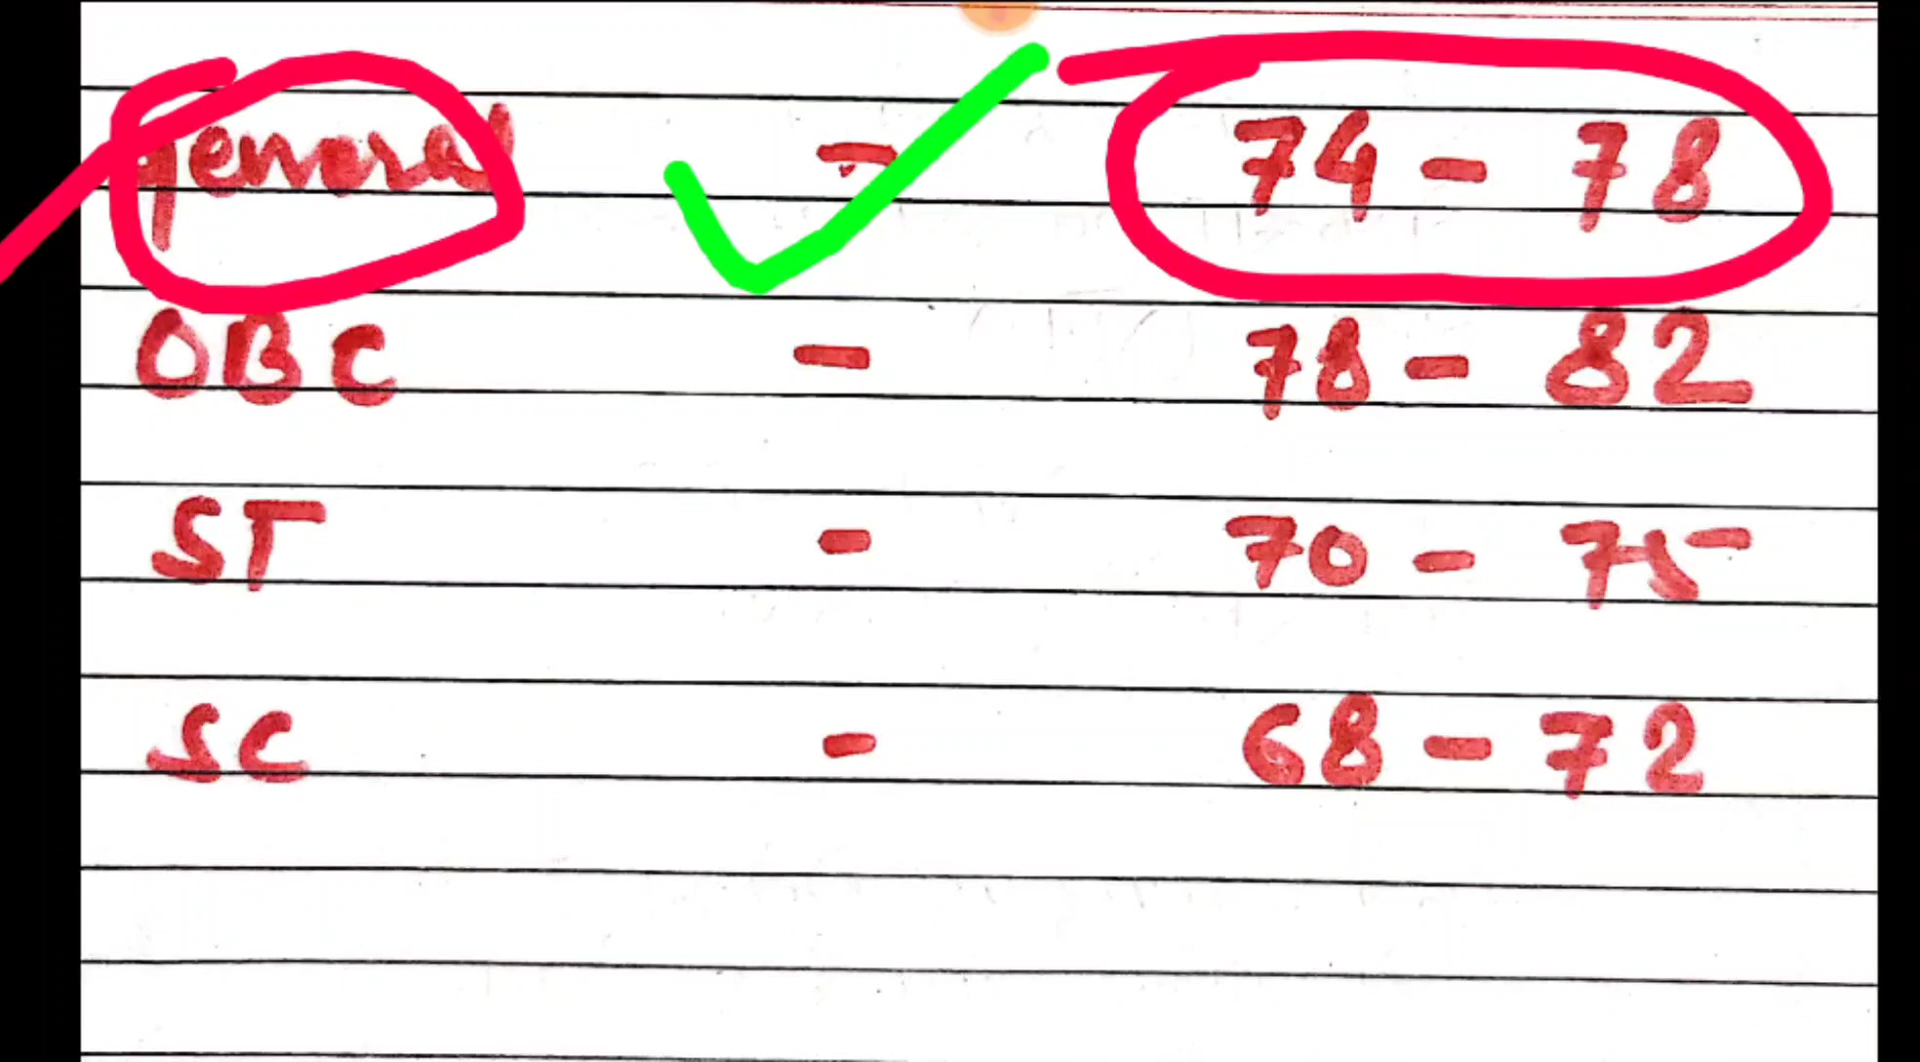 general - 74 - 78
OBC - 78 - 82
ST - 70 - 75
SC - 68 - 72